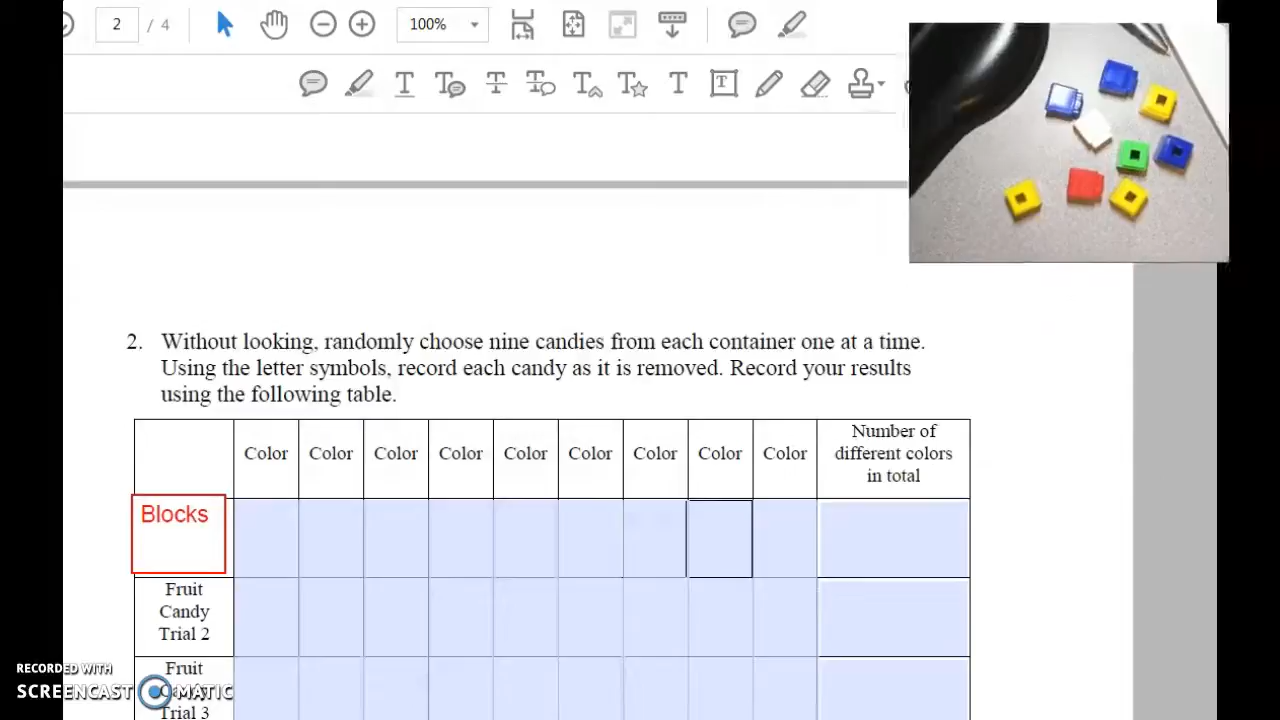 2 / 4
100%
2. Without looking, randomly choose nine candies from each container one at a time.
Using the letter symbols, record each candy as it is removed. Record your results
using the following table.
Color Color Color Color Color Color Color Color Color
Number of
different colors
in total
Blocks
Fruit
Candy
Trial 2
Fruit
Trial 3
RECORDED WITH
SCREENCAST MATIC